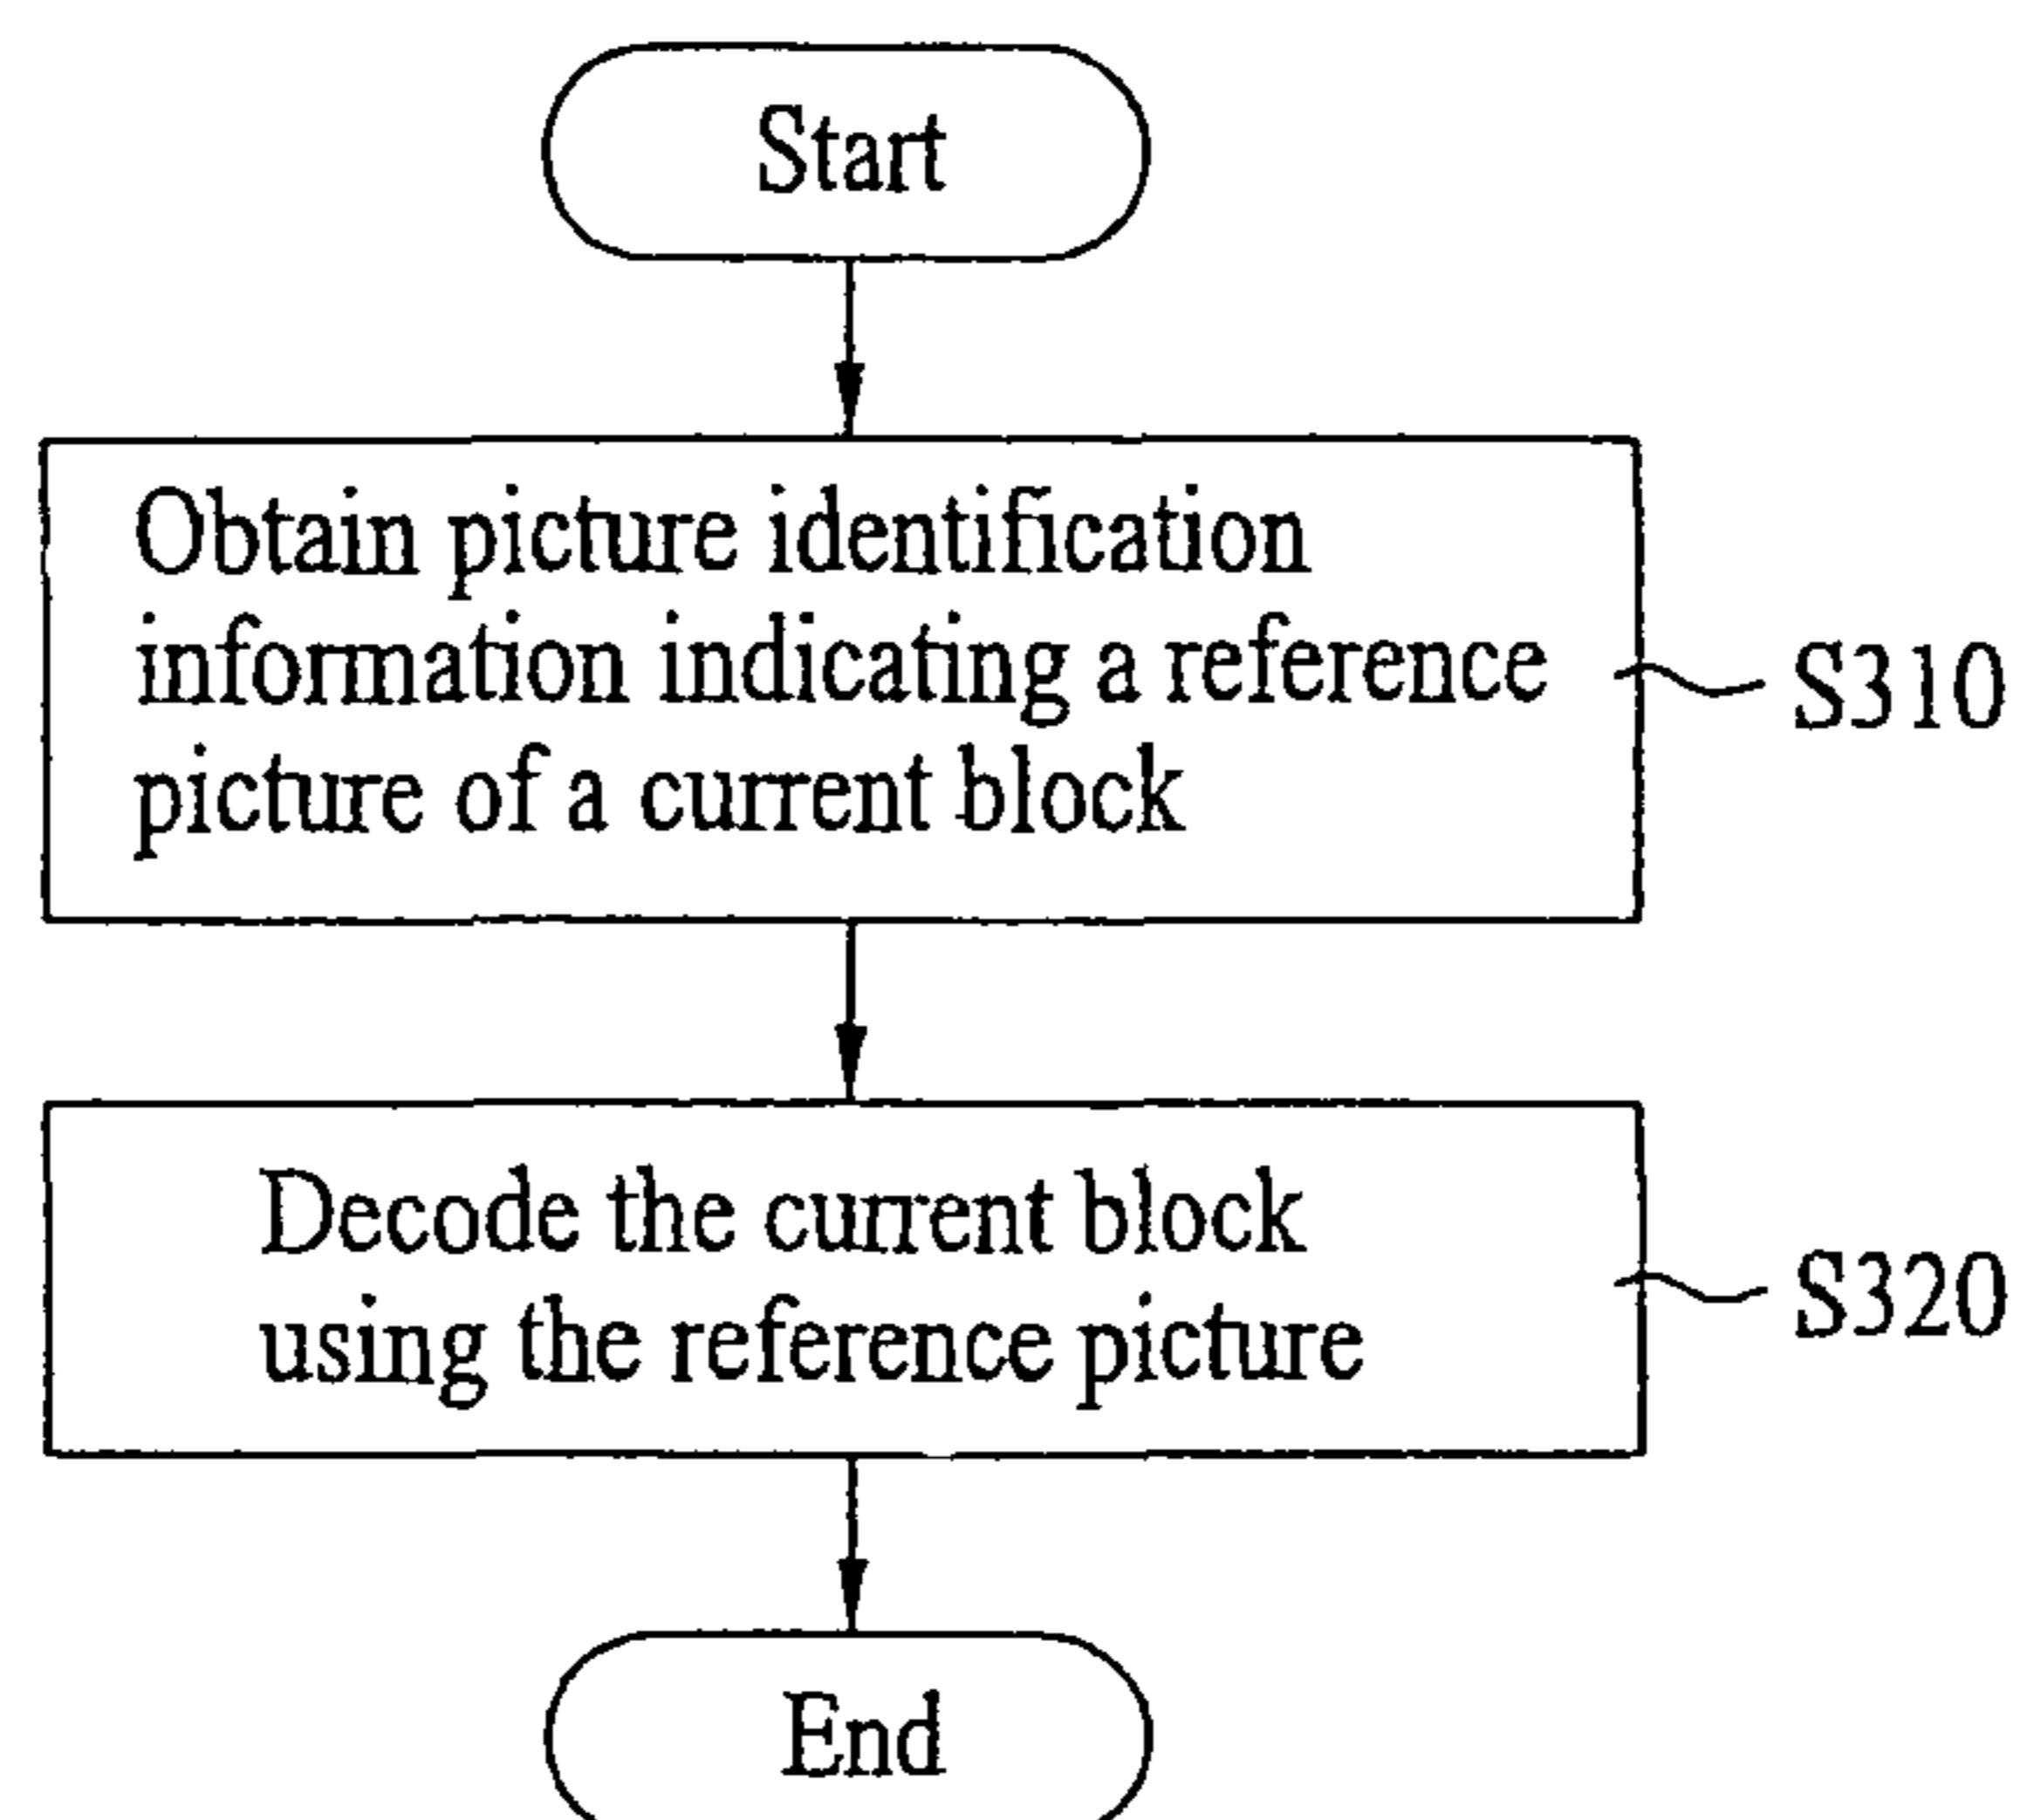 Start
Obtain picture identification
information indicating a reference
picture of a current block
S310
Decode the current block
using the reference picture
S320
End